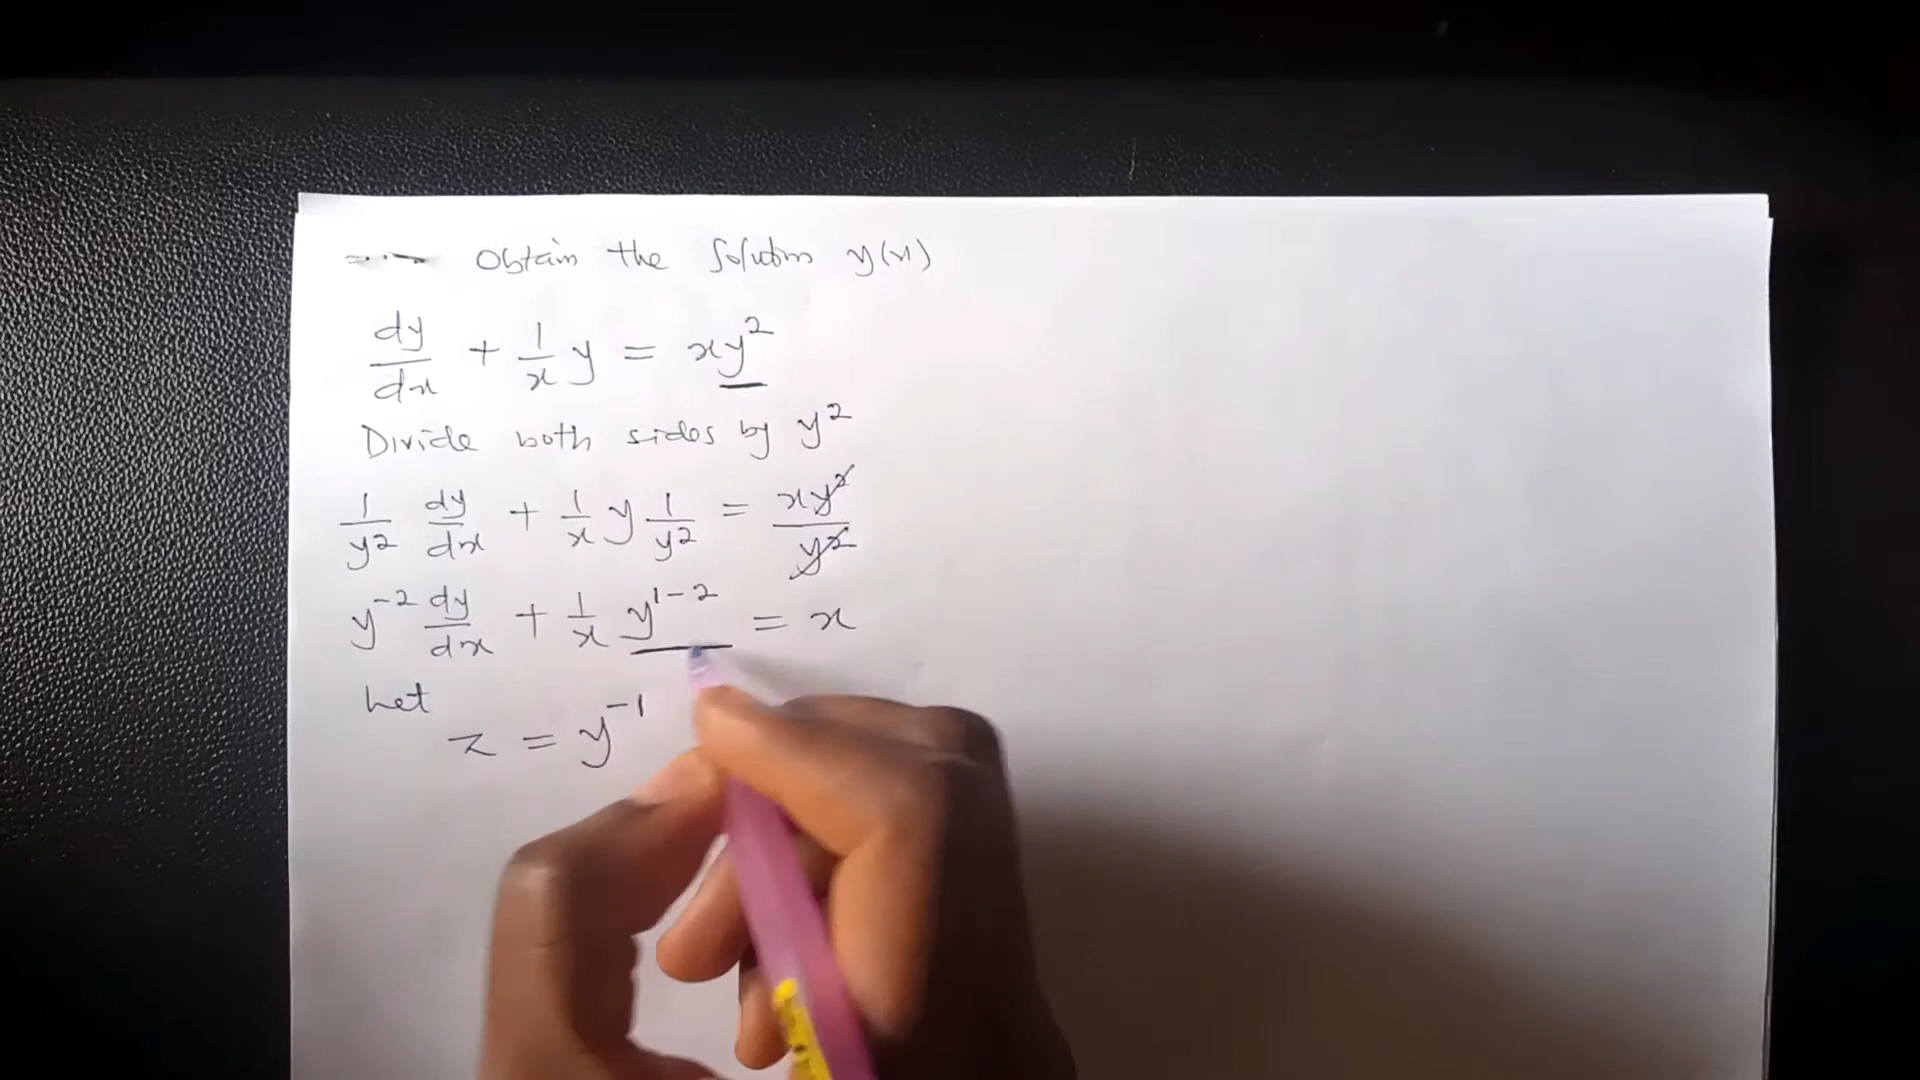 Obtain the Solution y(x)
dy/dx + 1/x y = xy²
Divide both sides by y²
1/y² dy/dx + 1/x y 1/y² = xy²/y²
y⁻² dy/dx + 1/x y¹⁻² = x
Let
z = y⁻¹